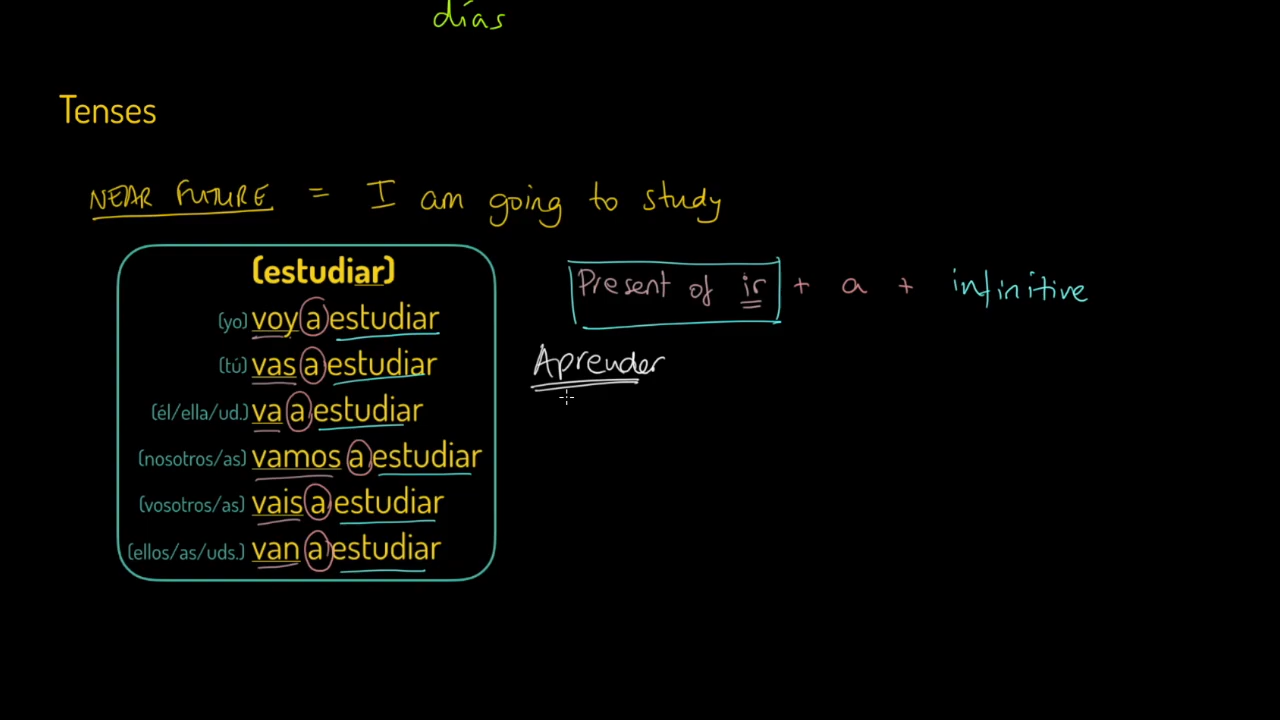 días
Tenses
NEAR FUTURE = I am going to study
(estudiar)
(yo) voy a estudiar
(tú) vas a estudiar
(él/ella/ud.) va a estudiar
(nosotros/as) vamos a estudiar
(vosotros/as) vais a estudiar
(ellos/as/uds.) van a estudiar
Present of ir + a + infinitive
Aprender